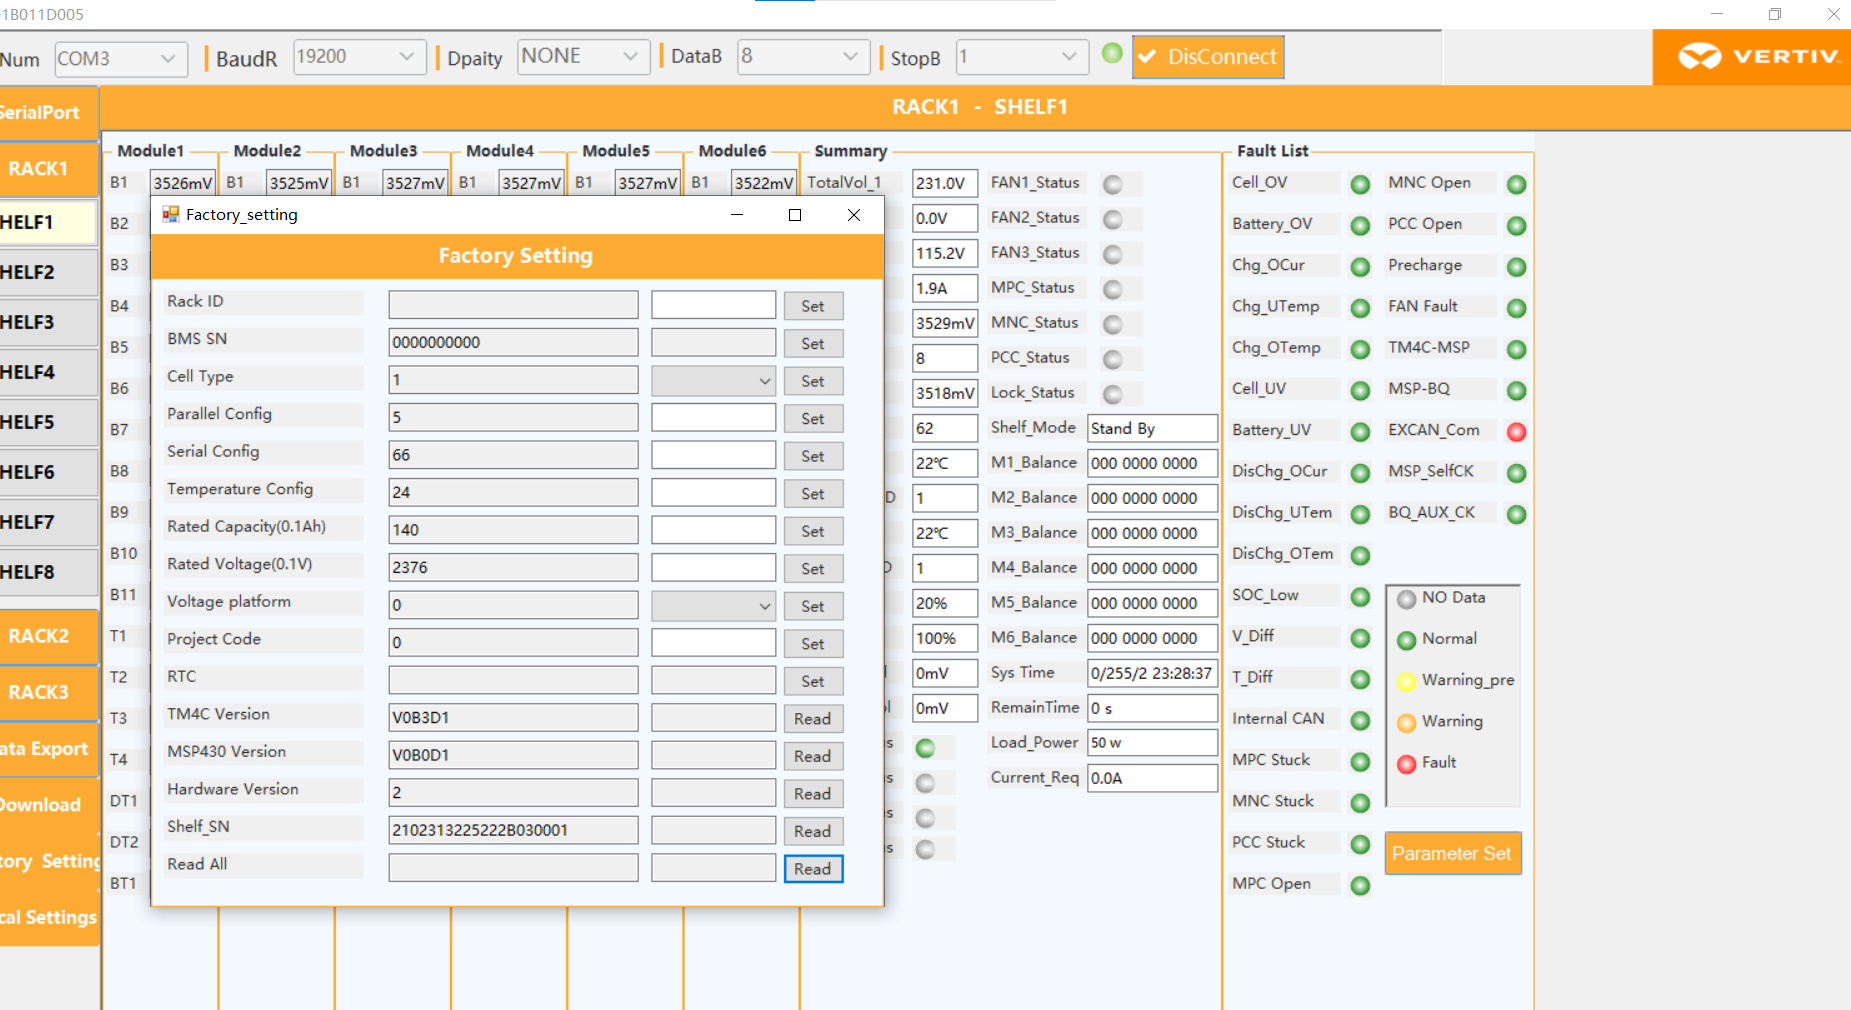 1B011D005
Num COM3 BaudR 19200 Dpaity NONE DataB 8 StopB 1 DisConnect VERTIV
SerialPort
RACK1 - SHELF1
RACK1
HELF1
HELF2
HELF3
HELF4
HELF5
HELF6
HELF7
HELF8
RACK2
RACK3
ata Export
Download
tory Setting
cal Settings
Module1 Module2 Module3 Module4 Module5 Module6 Summary Fault List
B1 3526mV B1 3525mV B1 3527mV B1 3527mV B1 3527mV B1 3522mV
B2
B3
B4
B5
B6
B7
B8
B9
B10
B11
T1
T2
T3
T4
DT1
DT2
BT1
Factory_setting
Factory Setting
Rack ID Set
BMS SN 0000000000 Set
Cell Type 1 Set
Parallel Config 5 Set
Serial Config 66 Set
Temperature Config 24 Set
Rated Capacity(0.1Ah) 140 Set
Rated Voltage(0.1V) 2376 Set
Voltage platform 0 Set
Project Code 0 Set
RTC Set
TM4C Version V0B3D1 Read
MSP430 Version V0B0D1 Read
Hardware Version 2 Read
Shelf_SN 2102313225222B030001 Read
Read All Read
TotalVol_1 231.0V FAN1_Status
0.0V FAN2_Status
115.2V FAN3_Status
1.9A MPC_Status
3529mV MNC_Status
8 PCC_Status
3518mV Lock_Status
62 Shelf_Mode Stand By
22℃ M1_Balance 000 0000 0000
D 1 M2_Balance 000 0000 0000
22℃ M3_Balance 000 0000 0000
1 M4_Balance 000 0000 0000
20% M5_Balance 000 0000 0000
100% M6_Balance 000 0000 0000
0mV Sys Time 0/255/2 23:28:37
0mV RemainTime 0 s
s Load_Power 50 w
s Current_Req 0.0A
s
s
Cell_OV MNC Open
Battery_OV PCC Open
Chg_OCur Precharge
Chg_UTemp FAN Fault
Chg_OTemp TM4C-MSP
Cell_UV MSP-BQ
Battery_UV EXCAN_Com
DisChg_OCur MSP_SelfCK
DisChg_UTem BQ_AUX_CK
DisChg_OTem
SOC_Low
V_Diff
T_Diff
Internal CAN
MPC Stuck
MNC Stuck
PCC Stuck
MPC Open
NO Data
Normal
Warning_pre
Warning
Fault
Parameter Set